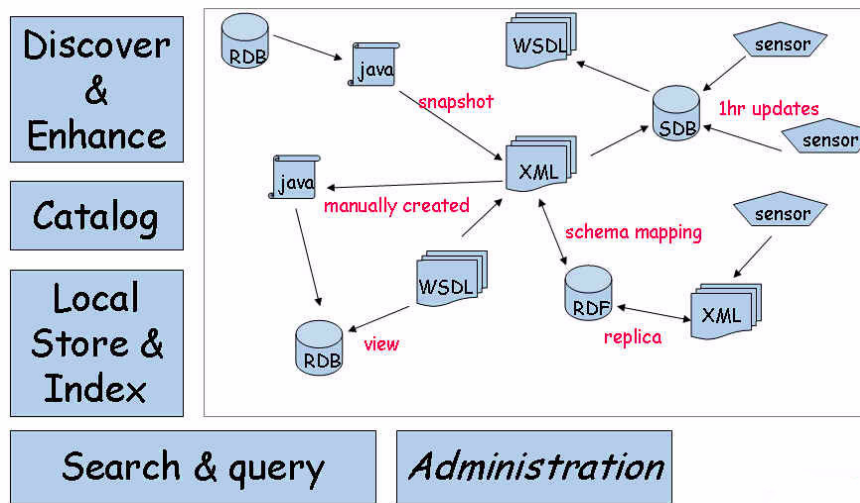 Discover
&
Enhance
Catalog
Local
Store &
Index
RDB
java
snapshot
WSDL
sensor
SDB
1hr updates
sensor
XML
java
manually created
sensor
schema mapping
WSDL
RDF
XML
RDB
view
replica
Search & query
Administration